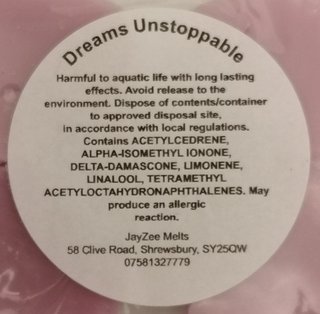 Dreams Unstoppable
Harmful to aquatic life with long lasting
effects. Avoid release to the
environment. Dispose of contents/container
to approved disposal site,
in accordance with local regulations.
Contains ACETYLCEDRENE,
ALPHA-ISOMETHYL IONONE,
DELTA-DAMASCONE, LIMONENE,
LINALOOL, TETRAMETHYL
ACETYLOCTAHYDRONAPHTHALENES. May
produce an allergic
reaction.
JayZee Melts
58 Clive Road, Shrewsbury, SY25QW
07581327779